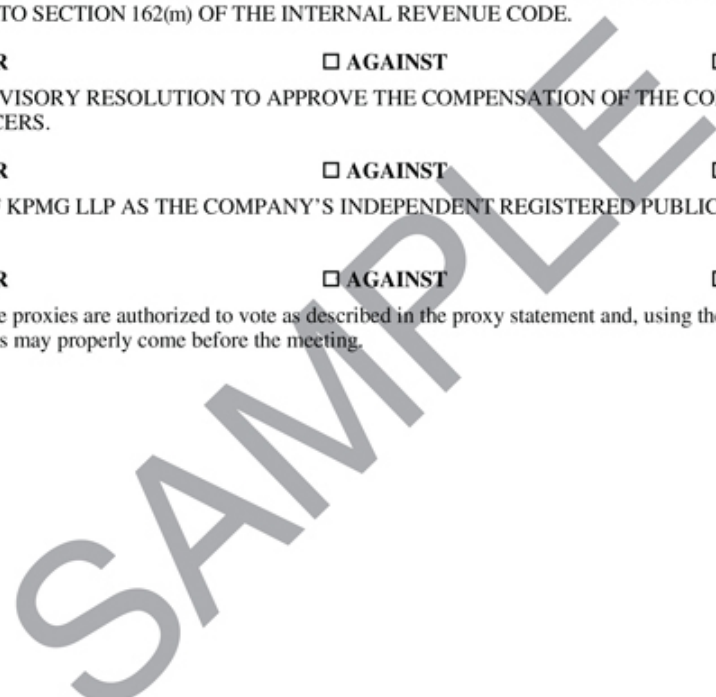 TO SECTION 162(m) OF THE INTERNAL REVENUE CODE.
R ☐ AGAINST ☐
VISORY RESOLUTION TO APPROVE THE COMPENSATION OF THE CO
CERS.
R ☐ AGAINST ☐
KPMG LLP AS THE COMPANY'S INDEPENDENT REGISTERED PUBLIC
R ☐ AGAINST ☐
e proxies are authorized to vote as described in the proxy statement and, using the
s may properly come before the meeting.
SAMPLE